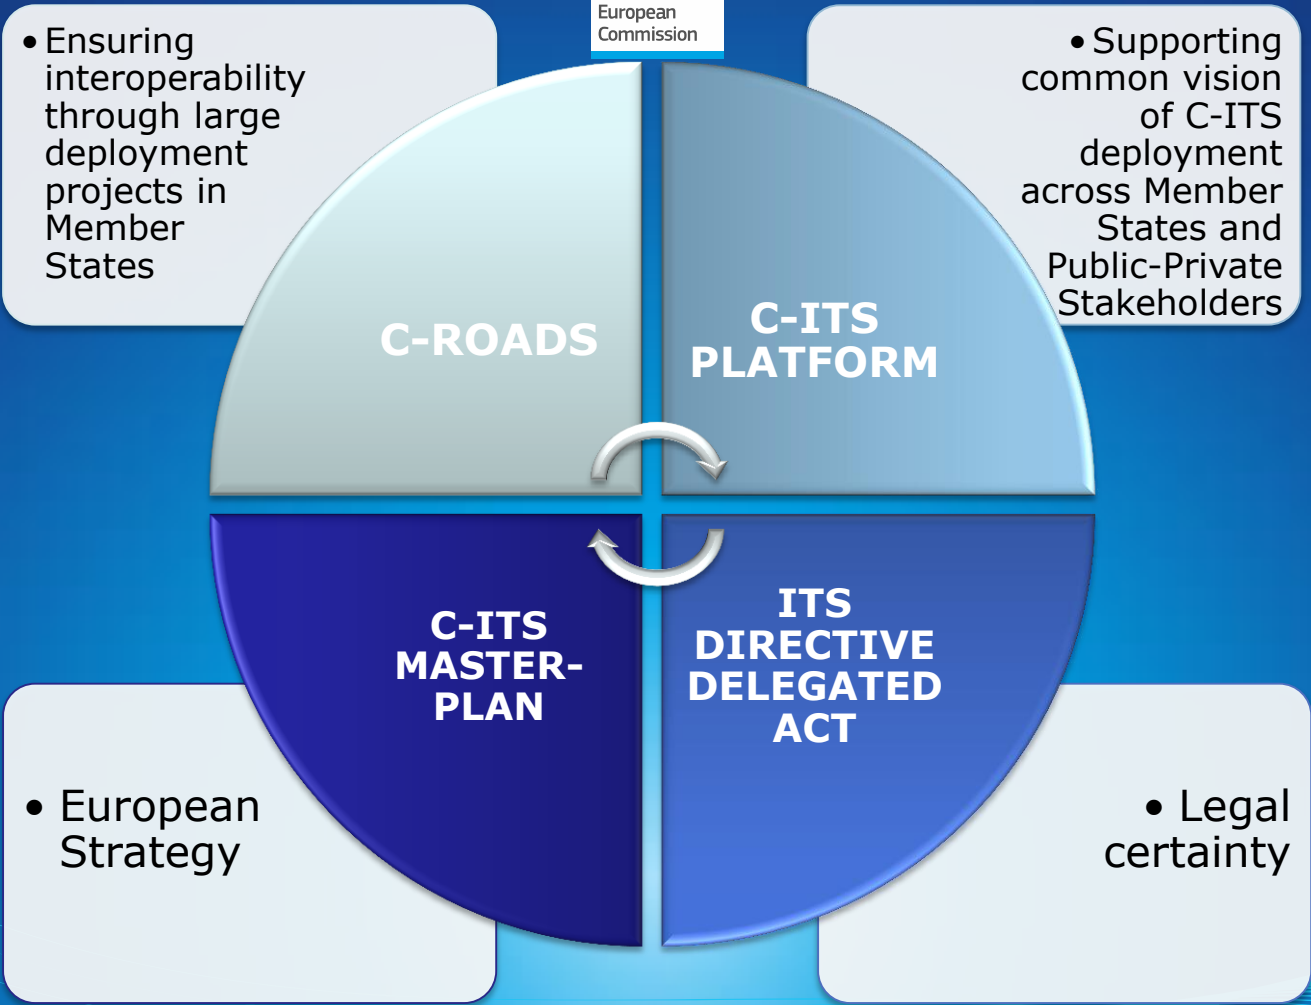 European
Commission
• Ensuring
interoperability
through large
deployment
projects in
Member
States
• Supporting
common vision
of C-ITS
deployment
across Member
States and
Public-Private
Stakeholders
C-ROADS
C-ITS
PLATFORM
C-ITS
MASTER-
PLAN
ITS
DIRECTIVE
DELEGATED
ACT
• European
Strategy
• Legal
certainty